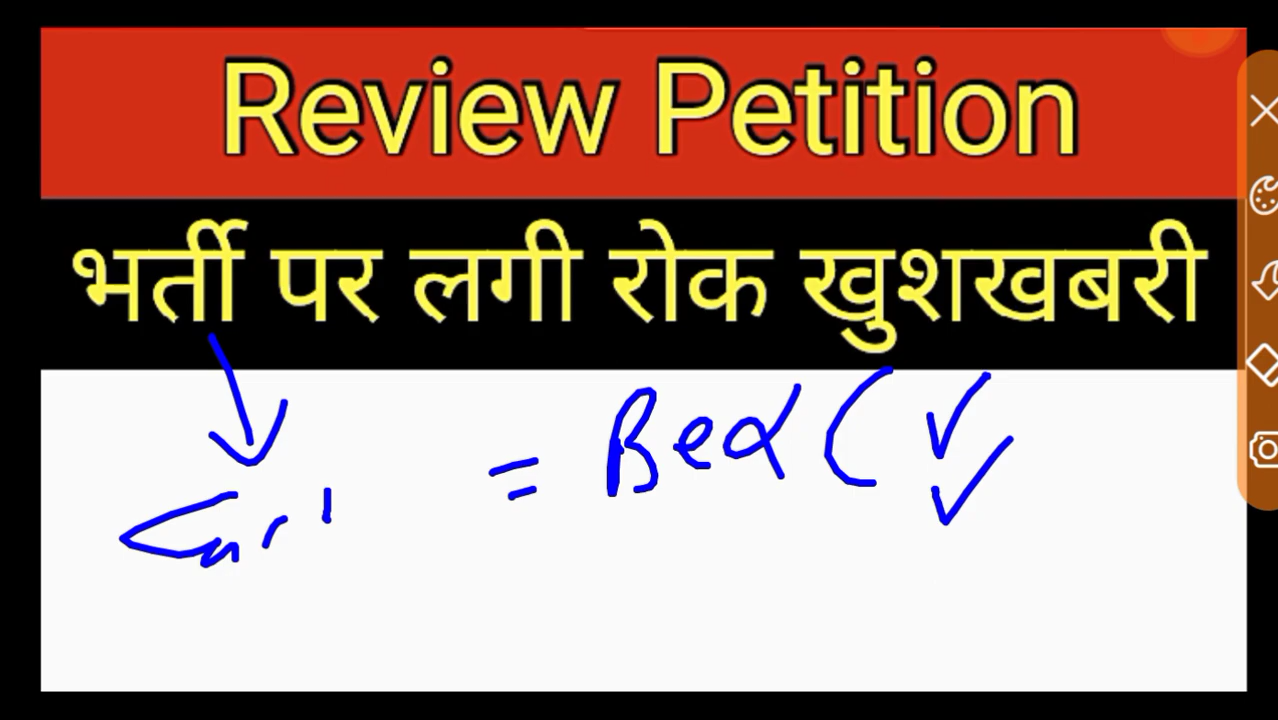 Review Petition
भर्ती पर लगी रोक खुशखबरी
= Bed (